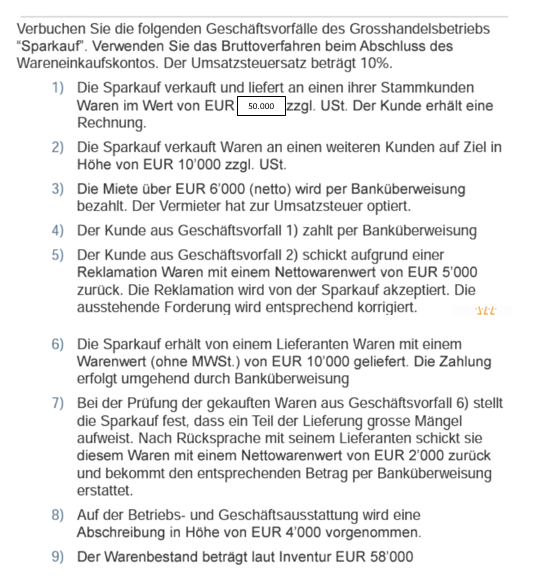 Verbuchen Sie die folgenden Geschäftsvorfälle des Grosshandelsbetriebs
“Sparkauf”. Verwenden Sie das Bruttoverfahren beim Abschluss des
Wareneinkaufskontos. Der Umsatzsteuersatz beträgt 10%.
1) Die Sparkauf verkauft und liefert an einen ihrer Stammkunden
Waren im Wert von EUR 50.000 zzgl. USt. Der Kunde erhält eine
Rechnung.
2) Die Sparkauf verkauft Waren an einen weiteren Kunden auf Ziel in
Höhe von EUR 10’000 zzgl. USt.
3) Die Miete über EUR 6’000 (netto) wird per Banküberweisung
bezahlt. Der Vermieter hat zur Umsatzsteuer optiert.
4) Der Kunde aus Geschäftsvorfall 1) zahlt per Banküberweisung
5) Der Kunde aus Geschäftsvorfall 2) schickt aufgrund einer
Reklamation Waren mit einem Nettowarenwert von EUR 5’000
zurück. Die Reklamation wird von der Sparkauf akzeptiert. Die
ausstehende Forderung wird entsprechend korrigiert.
6) Die Sparkauf erhält von einem Lieferanten Waren mit einem
Warenwert (ohne MWSt.) von EUR 10’000 geliefert. Die Zahlung
erfolgt umgehend durch Banküberweisung
7) Bei der Prüfung der gekauften Waren aus Geschäftsvorfall 6) stellt
die Sparkauf fest, dass ein Teil der Lieferung grosse Mängel
aufweist. Nach Rücksprache mit seinem Lieferanten schickt sie
diesem Waren mit einem Nettowarenwert von EUR 2’000 zurück
und bekommt den entsprechenden Betrag per Banküberweisung
erstattet.
8) Auf der Betriebs- und Geschäftsausstattung wird eine
Abschreibung in Höhe von EUR 4’000 vorgenommen.
9) Der Warenbestand beträgt laut Inventur EUR 58’000